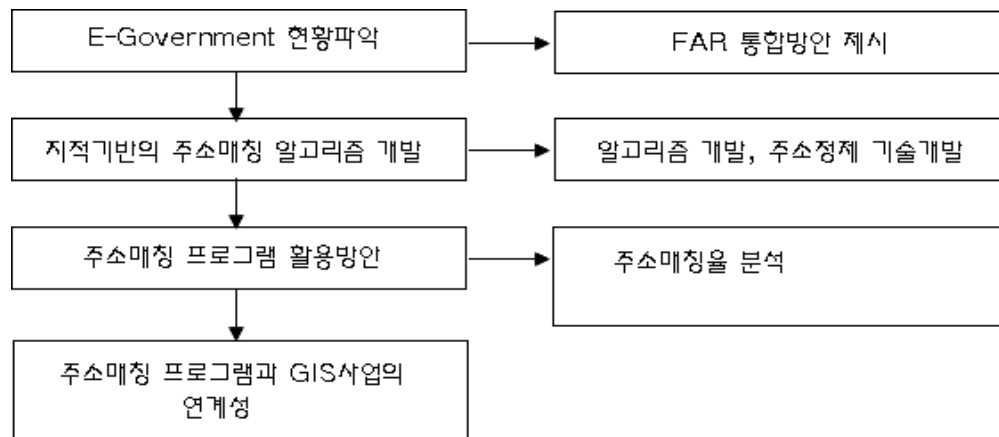 E-Government 현황파악
FAR 통합방안 제시
지적기반의 주소매칭 알고리즘 개발
알고리즘 개발, 주소정제 기술개발
주소매칭 프로그램 활용방안
주소매칭율 분석
주소매칭 프로그램과 GIS사업의
연계성